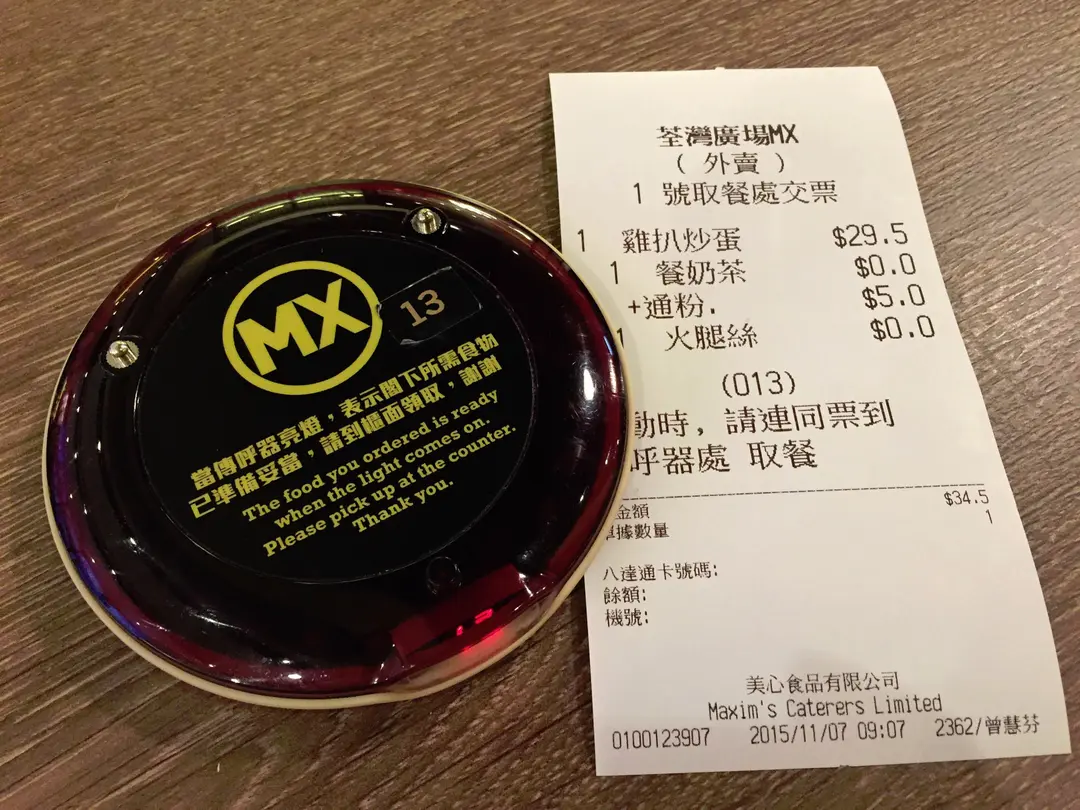 MX
13
當傳呼器亮燈，表示閣下所需食物
已準備妥當，請到櫃面領取，謝謝
The food you ordered is ready
when the light comes on.
Please pick up at the counter.
Thank you.
荃灣廣場MX
( 外賣 )
1 號取餐處交票
1 雞扒炒蛋 $29.5
1 餐奶茶 $0.0
+通粉. $5.0
火腿絲 $0.0
(013)
動時, 請連同票到
呼器處 取餐
金額 $34.5
據數量 1
八達通卡號碼:
餘額:
機號:
美心食品有限公司
Maxim's Caterers Limited
0100123907 2015/11/07 09:07 2362/曾慧芬